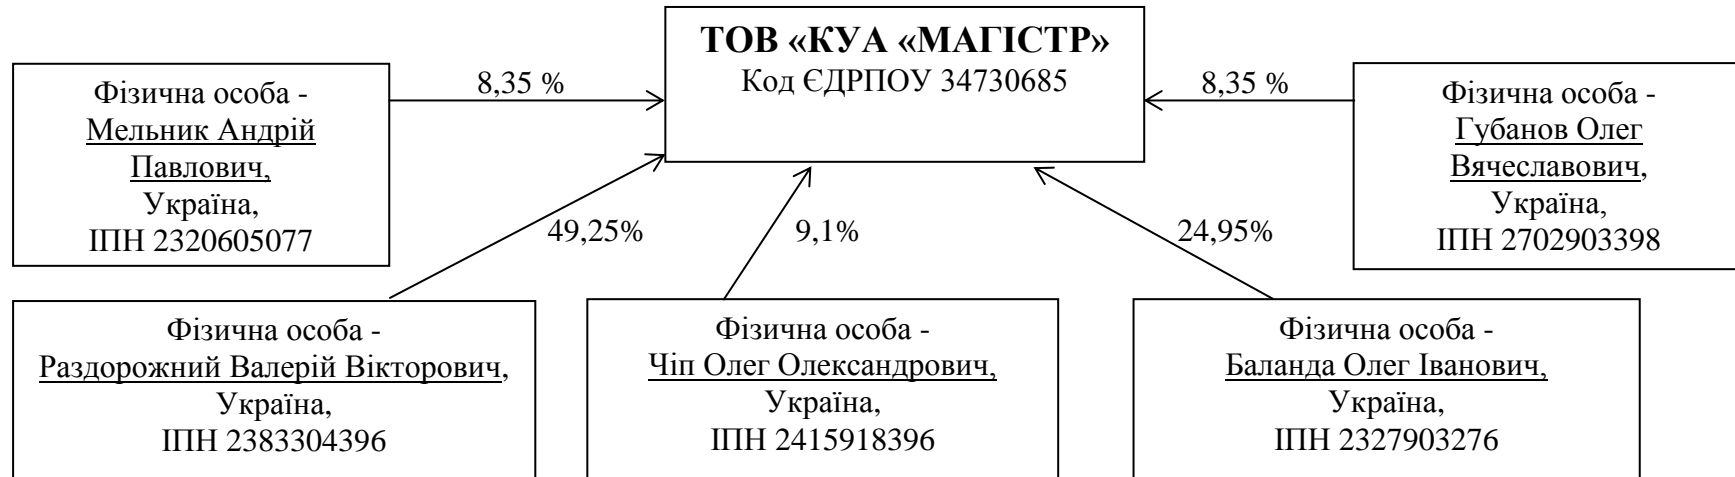 ТОВ «КУА «МАГІСТР»
Код ЄДРПОУ 34730685
Фізична особа -
Мельник Андрій
Павлович,
Україна,
ІПН 2320605077
8,35 %
8,35 %
Фізична особа -
Губанов Олег
Вячеславович,
Україна,
ІПН 2702903398
49,25%
9,1%
24,95%
Фізична особа -
Раздорожний Валерій Вікторович,
Україна,
ІПН 2383304396
Фізична особа -
Чіп Олег Олександрович,
Україна,
ІПН 2415918396
Фізична особа -
Баланда Олег Іванович,
Україна,
ІПН 2327903276